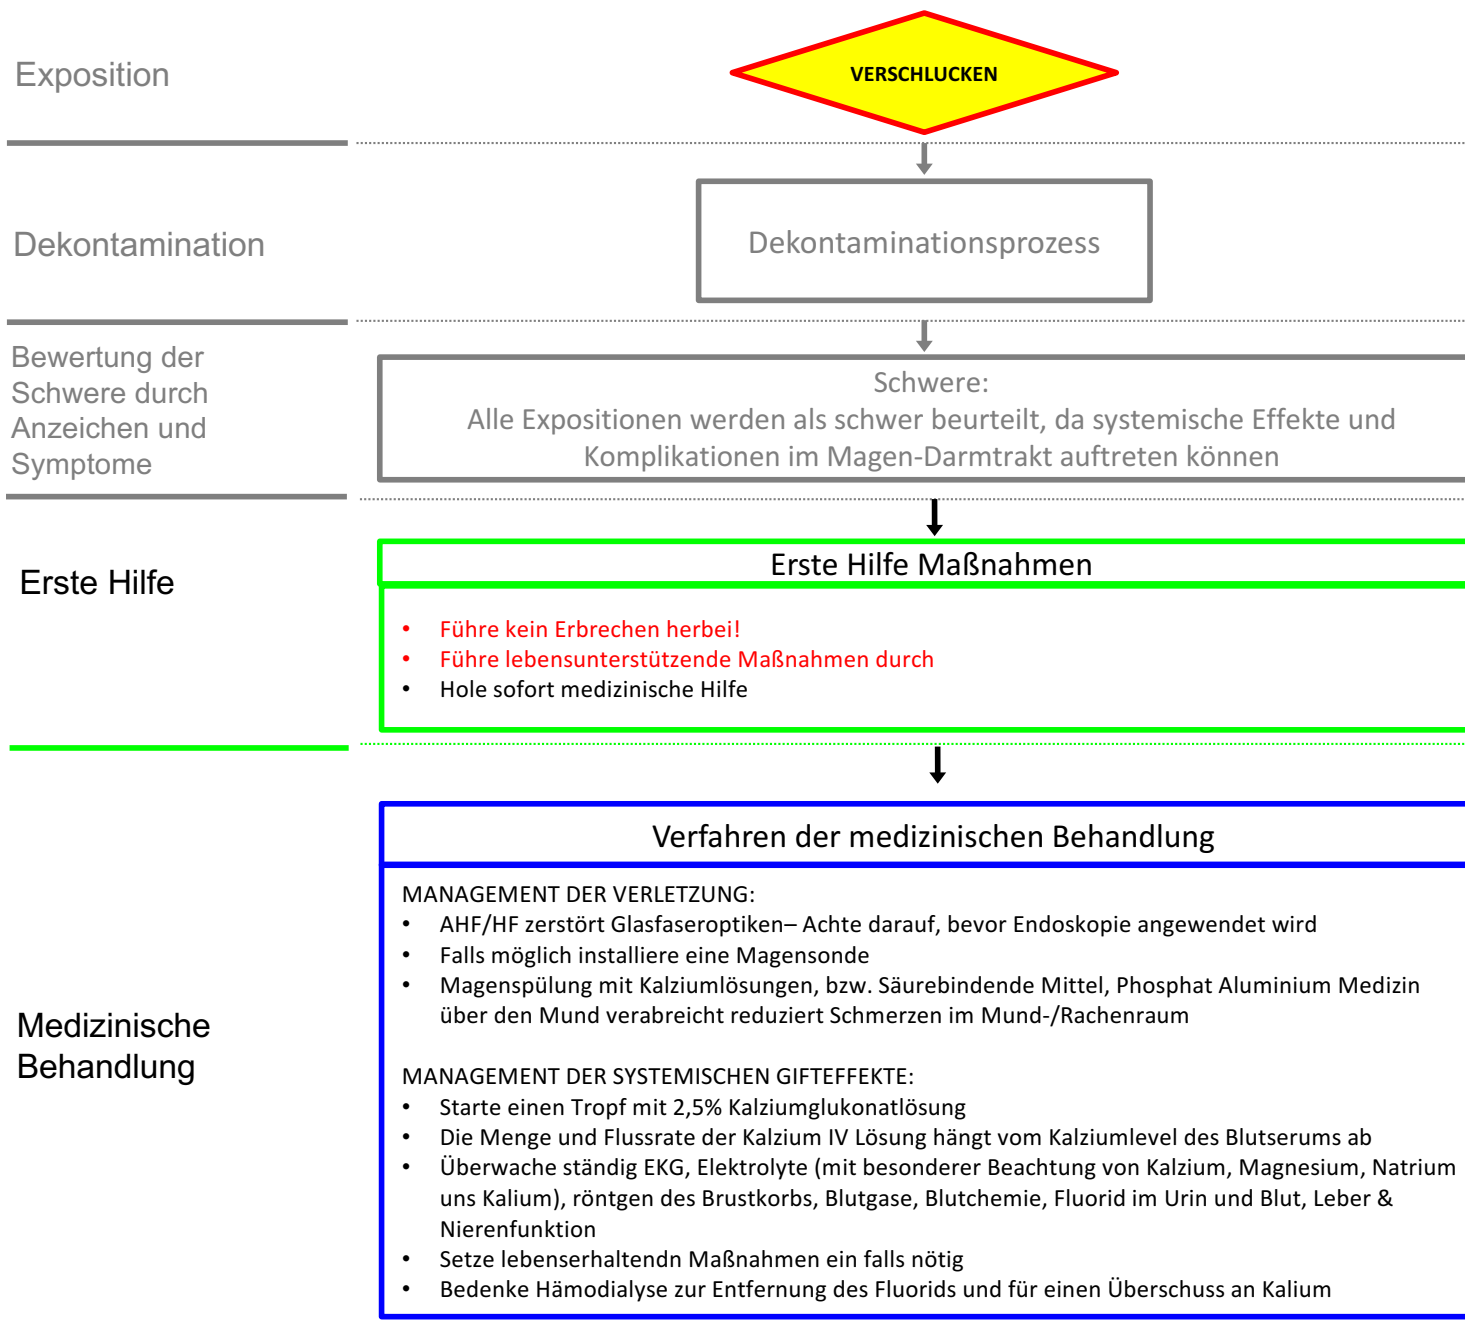 Exposition
VERSCHLUCKEN
Dekontamination
Dekontaminationsprozess
Bewertung der
Schwere durch
Anzeichen und
Symptome
Schwere:
Alle Expositionen werden als schwer beurteilt, da systemische Effekte und
Komplikationen im Magen-Darmtrakt auftreten können
Erste Hilfe
Erste Hilfe Maßnahmen
• Führe kein Erbrechen herbei!
• Führe lebensunterstützende Maßnahmen durch
• Hole sofort medizinische Hilfe
Medizinische
Behandlung
Verfahren der medizinischen Behandlung
MANAGEMENT DER VERLETZUNG:
• AHF/HF zerstört Glasfaseroptiken– Achte darauf, bevor Endoskopie angewendet wird
• Falls möglich installiere eine Magensonde
• Magenspülung mit Kalziumlösungen, bzw. Säurebindende Mittel, Phosphat Aluminium Medizin
über den Mund verabreicht reduziert Schmerzen im Mund-/Rachenraum
MANAGEMENT DER SYSTEMISCHEN GIFTEFFEKTE:
• Starte einen Tropf mit 2,5% Kalziumglukonatlösung
• Die Menge und Flussrate der Kalzium IV Lösung hängt vom Kalziumlevel des Blutserums ab
• Überwache ständig EKG, Elektrolyte (mit besonderer Beachtung von Kalzium, Magnesium, Natrium
uns Kalium), röntgen des Brustkorbs, Blutgase, Blutchemie, Fluorid im Urin und Blut, Leber &
Nierenfunktion
• Setze lebenserhaltendn Maßnahmen ein falls nötig
• Bedenke Hämodialyse zur Entfernung des Fluorids und für einen Überschuss an Kalium